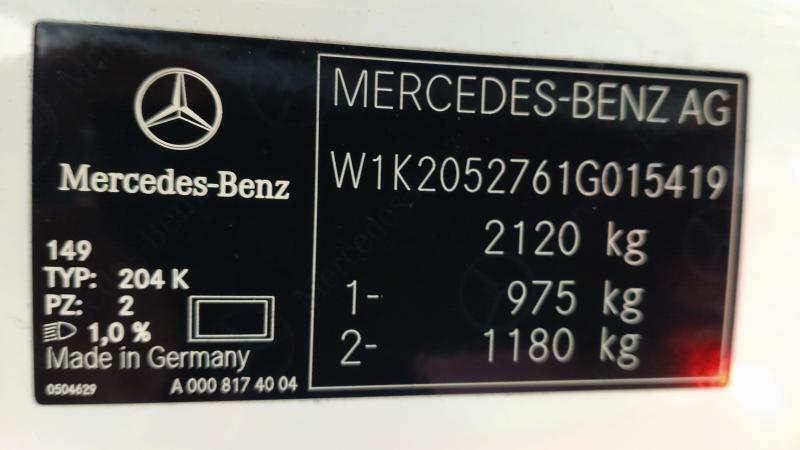 Mercedes-Benz
149
TYP: 204 K
PZ: 2
1,0 %
Made in Germany
0504629
A 000 817 40 04
MERCEDES-BENZ AG
W1K2052761G015419
2120 kg
1- 975 kg
2- 1180 kg